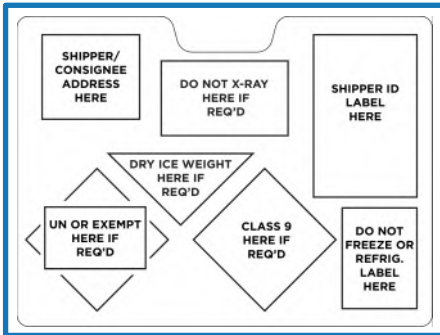 SHIPPER/
CONSIGNEE
ADDRESS
HERE
DO NOT X-RAY
HERE IF
REQ'D
SHIPPER ID
LABEL
HERE
DRY ICE WEIGHT
HERE IF
REQ'D
UN OR EXEMPT
HERE IF
REQ'D
CLASS 9
HERE IF
REQ'D
DO NOT
FREEZE OR
REFRIG.
LABEL
HERE